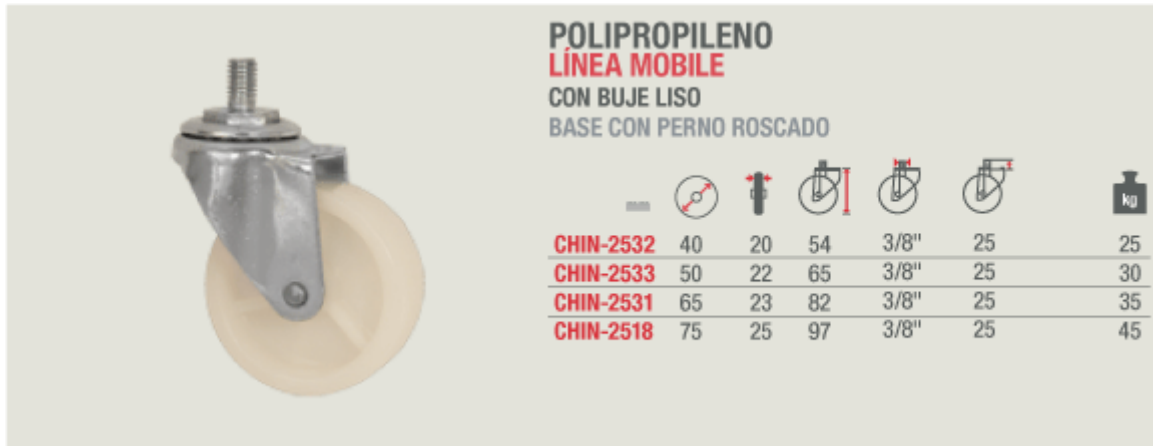 POLIPROPILENO
LÍNEA MOBILE
CON BUJE LISO
BASE CON PERNO ROSCADO
mm kg
CHIN-2532 40 20 54 3/8" 25 25
CHIN-2533 50 22 65 3/8" 25 30
CHIN-2531 65 23 82 3/8" 25 35
CHIN-2518 75 25 97 3/8" 25 45